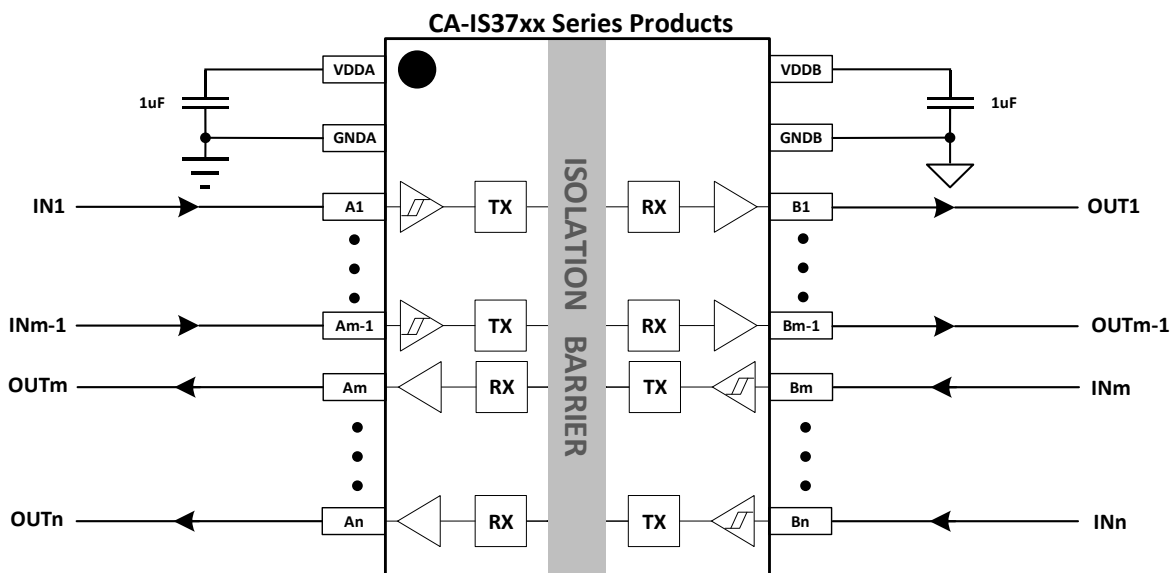 CA-IS37xx Series Products
VDDA
VDDB
1uF
1uF
GNDA
GNDB
ISOLATION BARRIER
IN1
A1
TX
RX
B1
OUT1
INm-1
Am-1
TX
RX
Bm-1
OUTm-1
OUTm
Am
RX
TX
Bm
INm
OUTn
An
RX
TX
Bn
INn